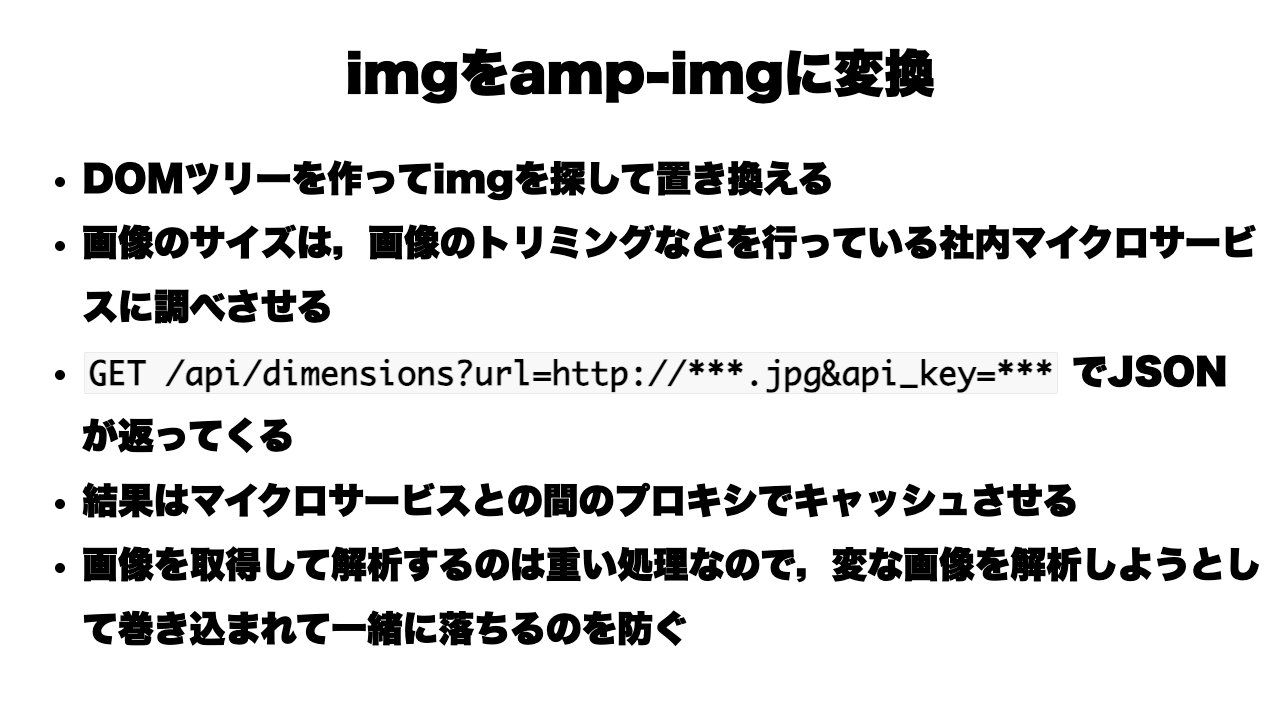 imgをamp-imgに変換
• DOMツリーを作ってimgを探して置き換える
• 画像のサイズは，画像のトリミングなどを行っている社内マイクロサービ
スに調べさせる
• GET /api/dimensions?url=http://***.jpg&api_key=*** でJSON
が返ってくる
• 結果はマイクロサービスとの間のプロキシでキャッシュさせる
• 画像を取得して解析するのは重い処理なので，変な画像を解析しようとし
て巻き込まれて一緒に落ちるのを防ぐ